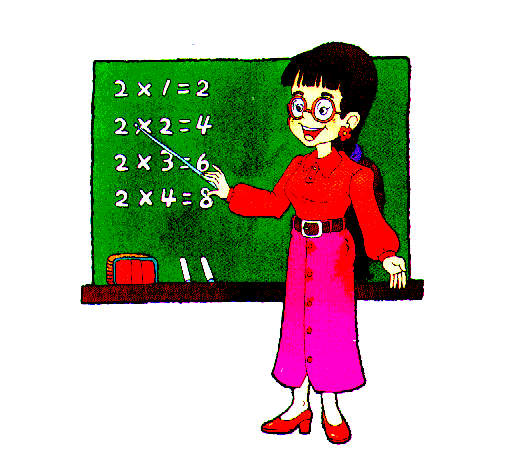 2 × 1 = 2
2 × 2 = 4
2 × 3 = 6
2 × 4 = 8